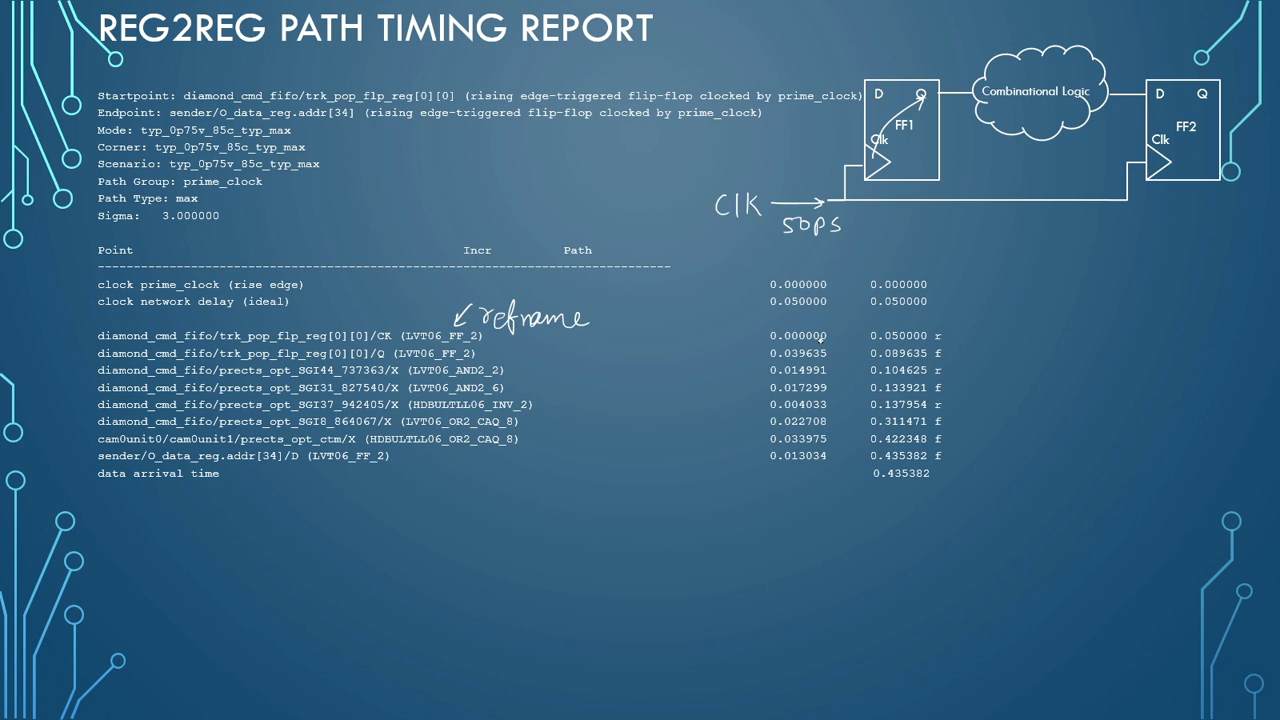 REG2REG PATH TIMING REPORT
Startpoint: diamond_cmd_fifo/trk_pop_flp_reg[0][0] (rising edge-triggered flip-flop clocked by prime_clock)
Endpoint: sender/O_data_reg.addr[34] (rising edge-triggered flip-flop clocked by prime_clock)
Mode: typ_0p75v_85c_typ_max
Corner: typ_0p75v_85c_typ_max
Scenario: typ_0p75v_85c_typ_max
Path Group: prime_clock
Path Type: max
Sigma: 3.000000
D Q
FF1
Clk
Combinational Logic
D Q
FF2
Clk
Clk
50ps
Point Incr Path
--------------------------------------------------------------------------------
clock prime_clock (rise edge) 0.000000 0.000000
clock network delay (ideal) 0.050000 0.050000
refname
diamond_cmd_fifo/trk_pop_flp_reg[0][0]/CK (LVT06_FF_2) 0.000000 0.050000 r
diamond_cmd_fifo/trk_pop_flp_reg[0][0]/Q (LVT06_FF_2) 0.039635 0.089635 f
diamond_cmd_fifo/prects_opt_SGI44_737363/X (LVT06_AND2_2) 0.014991 0.104625 r
diamond_cmd_fifo/prects_opt_SGI31_827540/X (LVT06_AND2_6) 0.017299 0.133921 f
diamond_cmd_fifo/prects_opt_SGI37_942405/X (HDBULTLL06_INV_2) 0.004033 0.137954 r
diamond_cmd_fifo/prects_opt_SGI8_864067/X (LVT06_OR2_CAQ_8) 0.022708 0.311471 f
cam0unit0/cam0unit1/prects_opt_ctm/X (HDBULTLL06_OR2_CAQ_8) 0.033975 0.422348 f
sender/O_data_reg.addr[34]/D (LVT06_FF_2) 0.013034 0.435382 f
data arrival time 0.435382